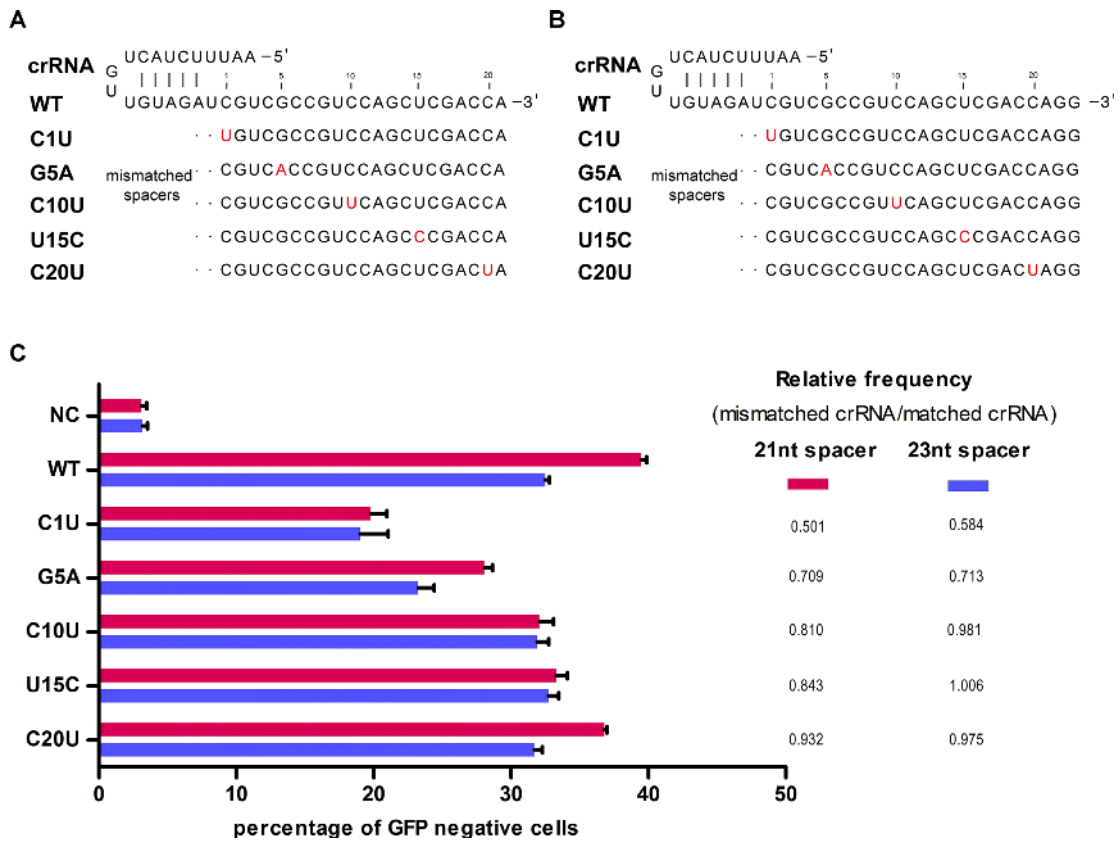 A
UCAUCUUUAA –5'
crRNA
G
U
1 5 10 15 20
WT
UGUAGAUCGUCGCCGUCCAGCUCGACCA –3'
C1U
· · UGUCGCCGUCCAGCUCGACCA
G5A
· · CGUCACCGUCCAGCUCGACCA
mismatched
spacers
C10U
· · CGUCGCCGUUCAGCUCGACCA
U15C
· · CGUCGCCGUCCAGCCCGACCA
C20U
· · CGUCGCCGUCCAGCUCGACUA
B
UCAUCUUUAA –5'
crRNA
G
U
1 5 10 15 20
WT
UGUAGAUCGUCGCCGUCCAGCUCGACCAGG –3'
C1U
· · UGUCGCCGUCCAGCUCGACCAGG
G5A
· · CGUCACCGUCCAGCUCGACCAGG
mismatched
spacers
C10U
· · CGUCGCCGUUCAGCUCGACCAGG
U15C
· · CGUCGCCGUCCAGCCCGACCAGG
C20U
· · CGUCGCCGUCCAGCUCGACUAGG
C
NC
WT
C1U
G5A
C10U
U15C
C20U
0 10 20 30 40 50
percentage of GFP negative cells
Relative frequency
(mismatched crRNA/matched crRNA)
21nt spacer 23nt spacer
0.501 0.584
0.709 0.713
0.810 0.981
0.843 1.006
0.932 0.975